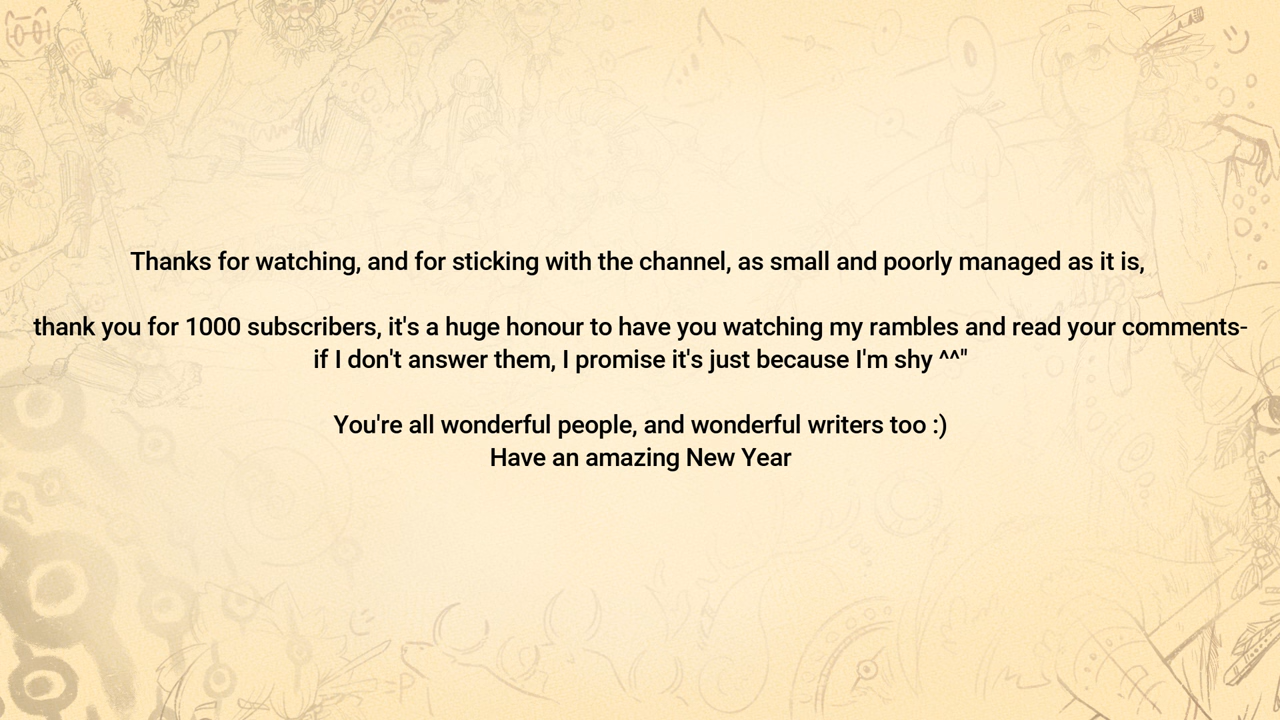 Thanks for watching, and for sticking with the channel, as small and poorly managed as it is,
thank you for 1000 subscribers, it's a huge honour to have you watching my rambles and read your comments-
if I don't answer them, I promise it's just because I'm shy ^^"
You're all wonderful people, and wonderful writers too :)
Have an amazing New Year